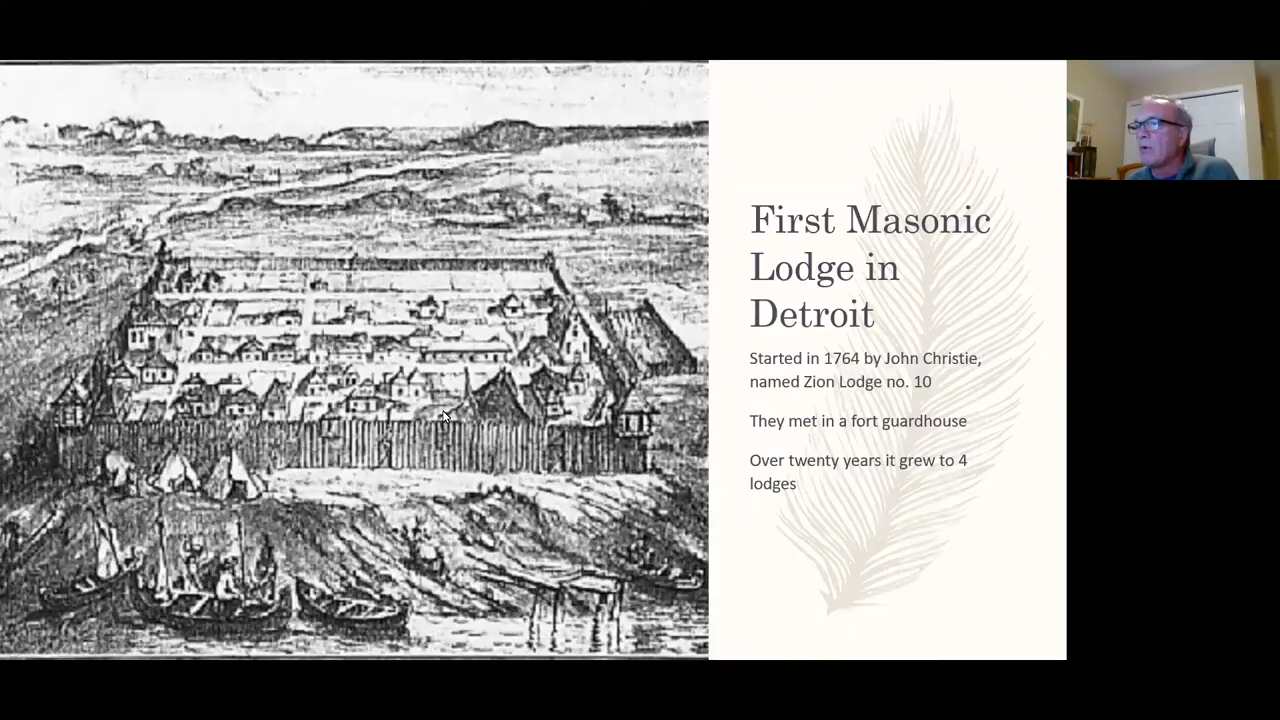 First Masonic
Lodge in
Detroit
Started in 1764 by John Christie,
named Zion Lodge no. 10
They met in a fort guardhouse
Over twenty years it grew to 4
lodges